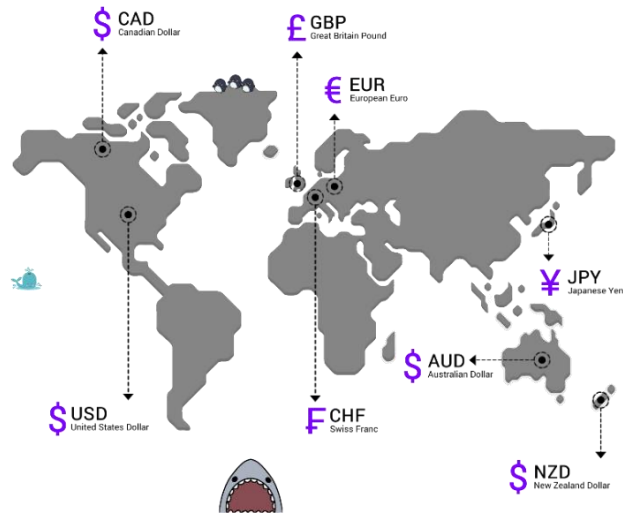 $ CAD
Canadian Dollar
£ GBP
Great Britain Pound
€ EUR
European Euro
¥ JPY
Japanese Yen
$ AUD
Australian Dollar
$ USD
United States Dollar
₣ CHF
Swiss Franc
$ NZD
New Zealand Dollar